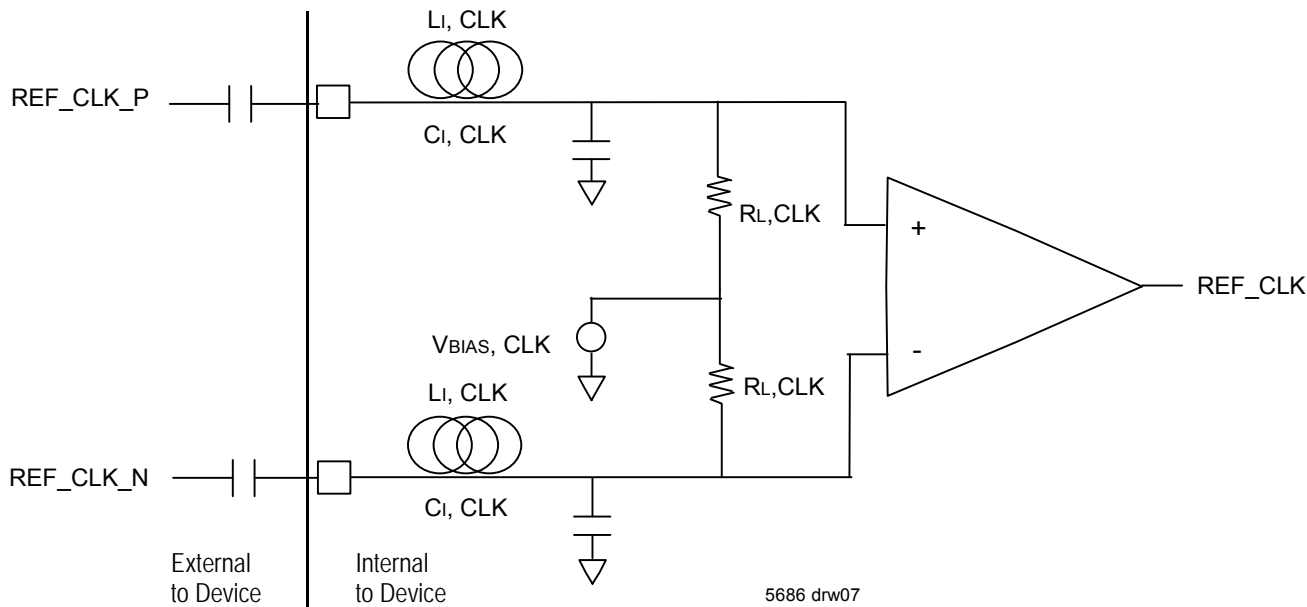 LI, CLK
REF_CLK_P
CI, CLK
RL,CLK
+
REF_CLK
VBIAS, CLK
-
RL,CLK
LI, CLK
REF_CLK_N
CI, CLK
External
to Device
Internal
to Device
5686 drw07